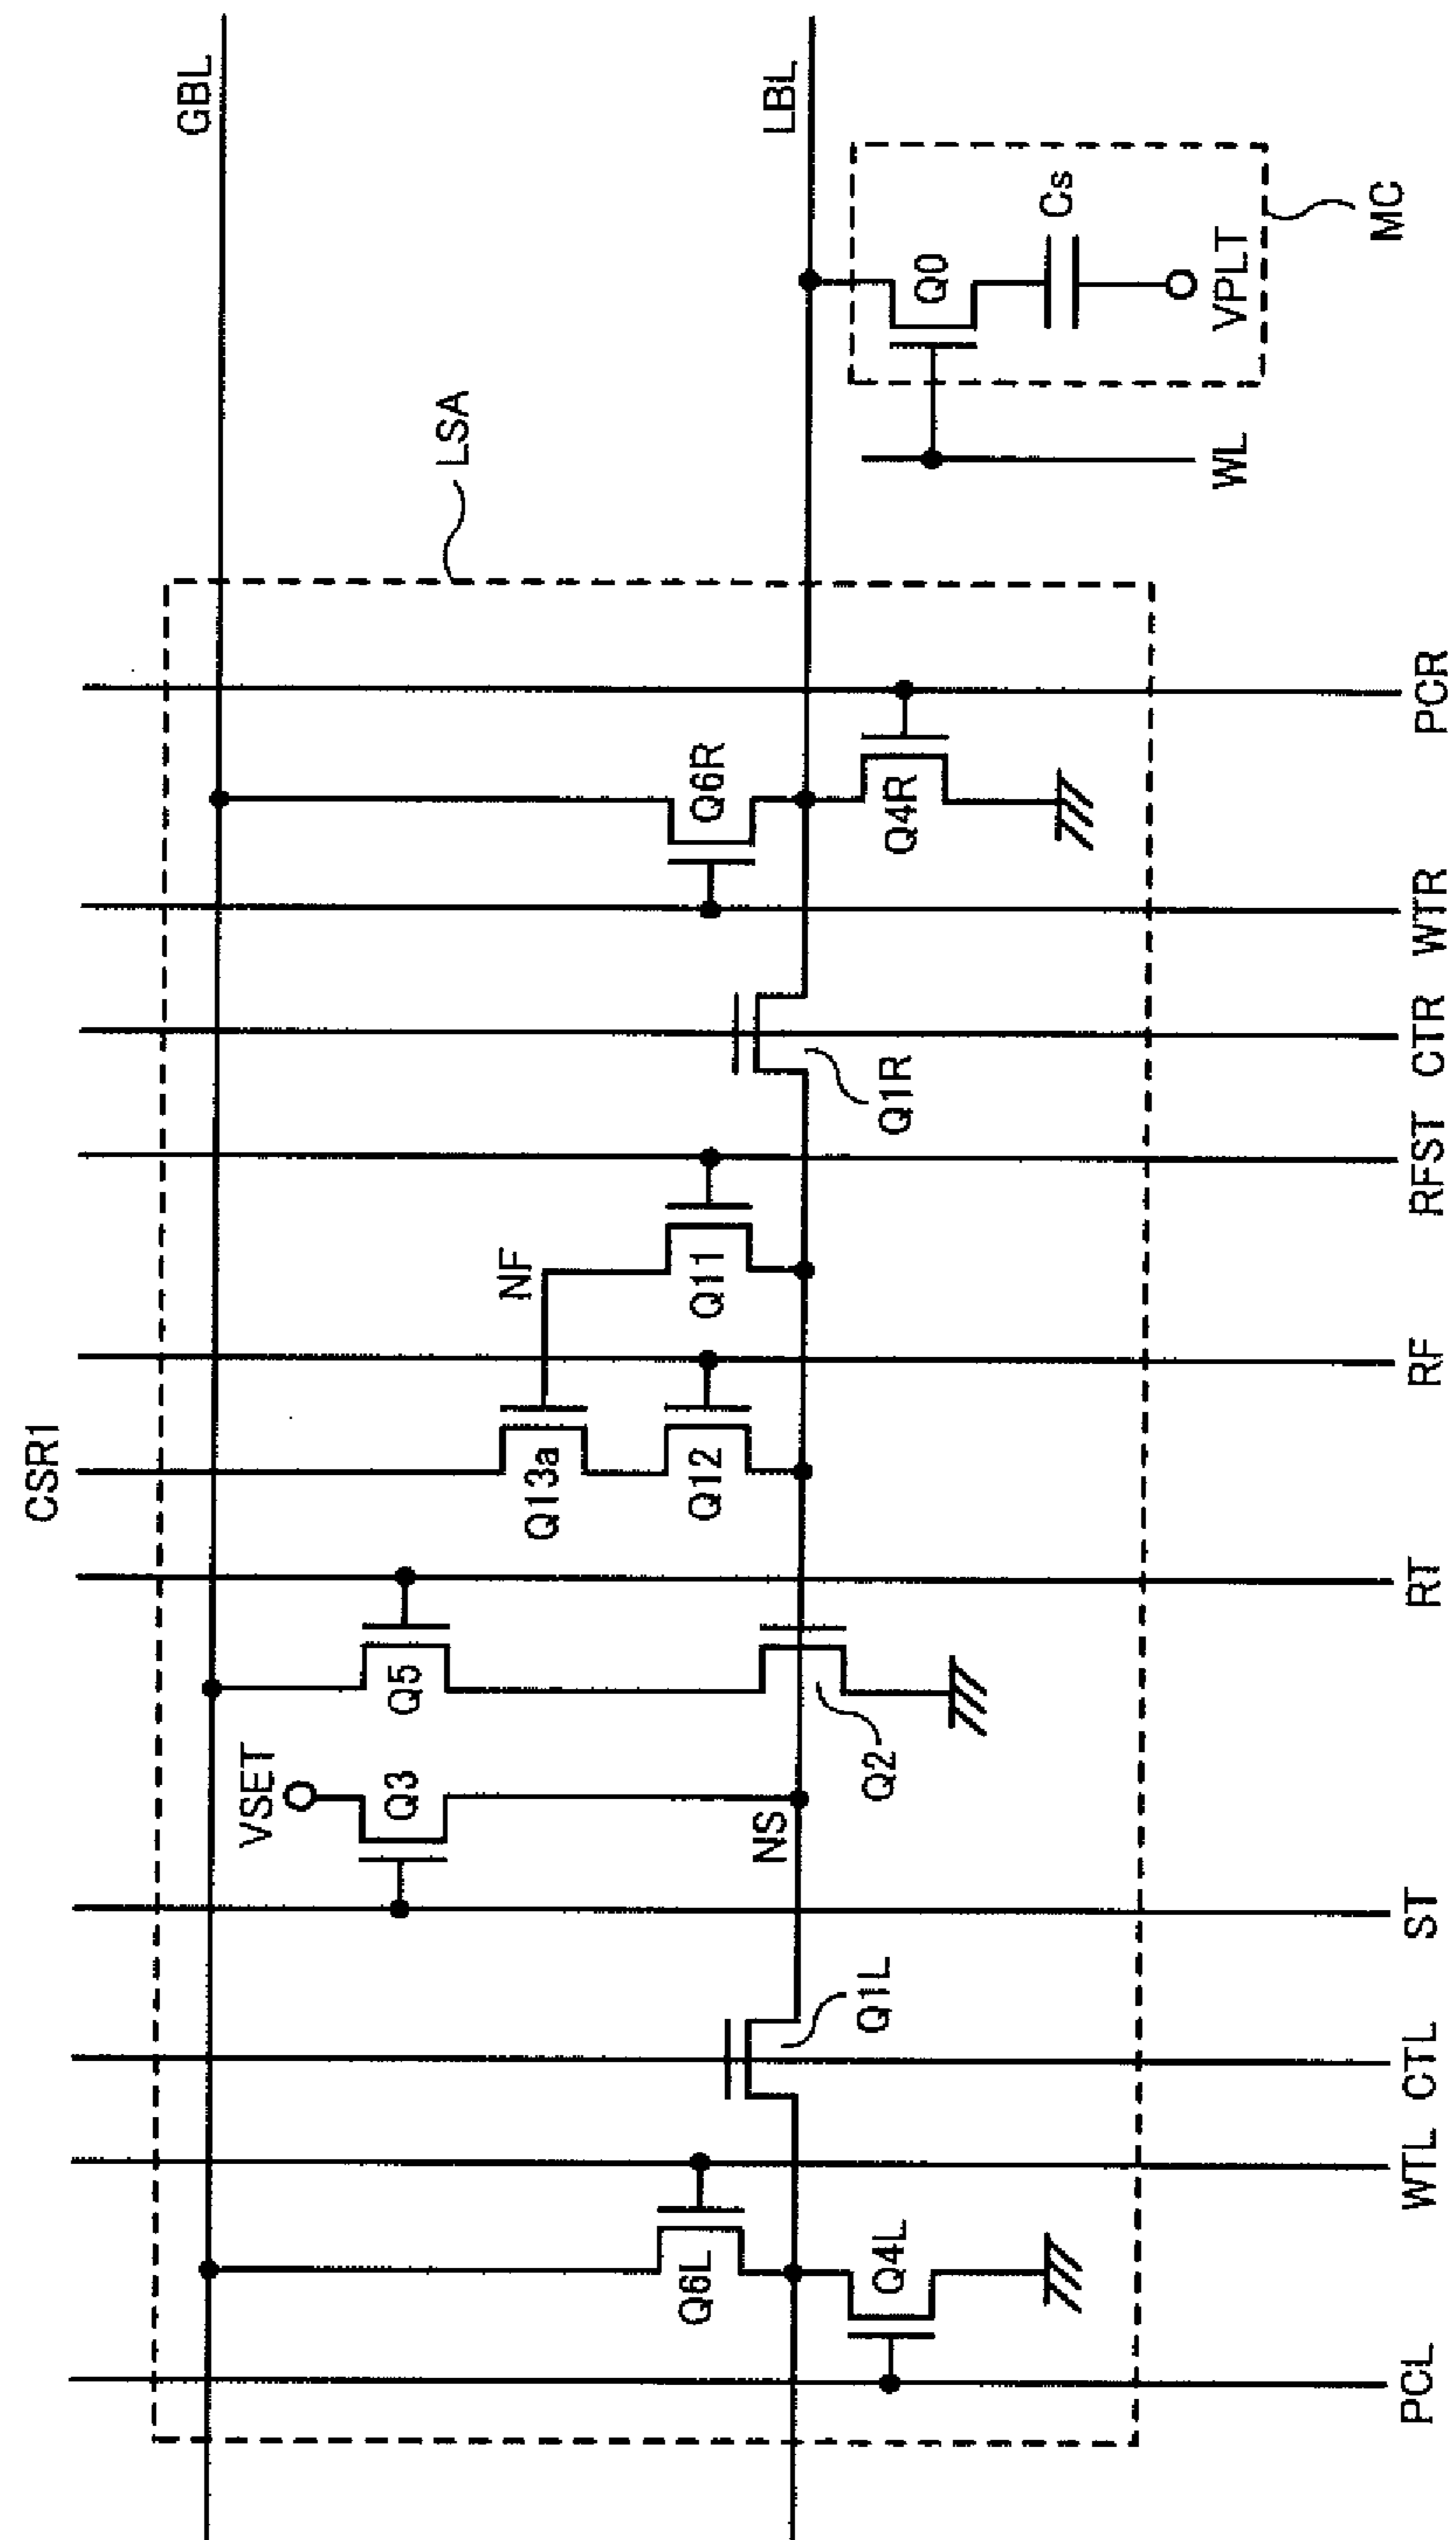 GBL
LBL
Cs
Q0
VPLT
MC
WL
LSA
Q6R
Q4R
Q1R
NF
Q11
CSR1
Q13a
Q12
Q5
Q2
VSET
Q3
NS
Q1L
Q6L
Q4L
PCL
WTL
CTL
ST
RT
RF
RFST
CTR
WTR
PCR